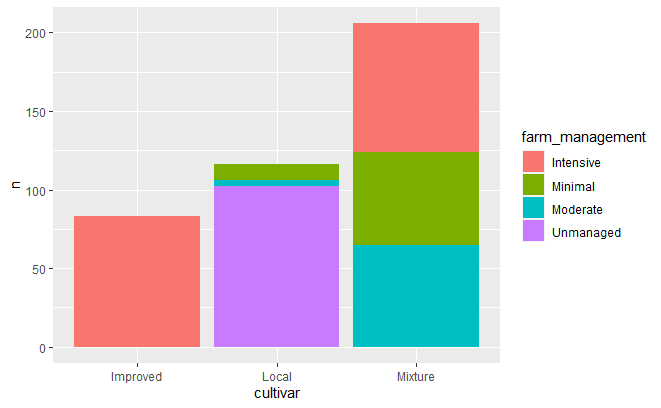 200
150
100
50
0
n
Improved Local Mixture
cultivar
farm_management
Intensive
Minimal
Moderate
Unmanaged